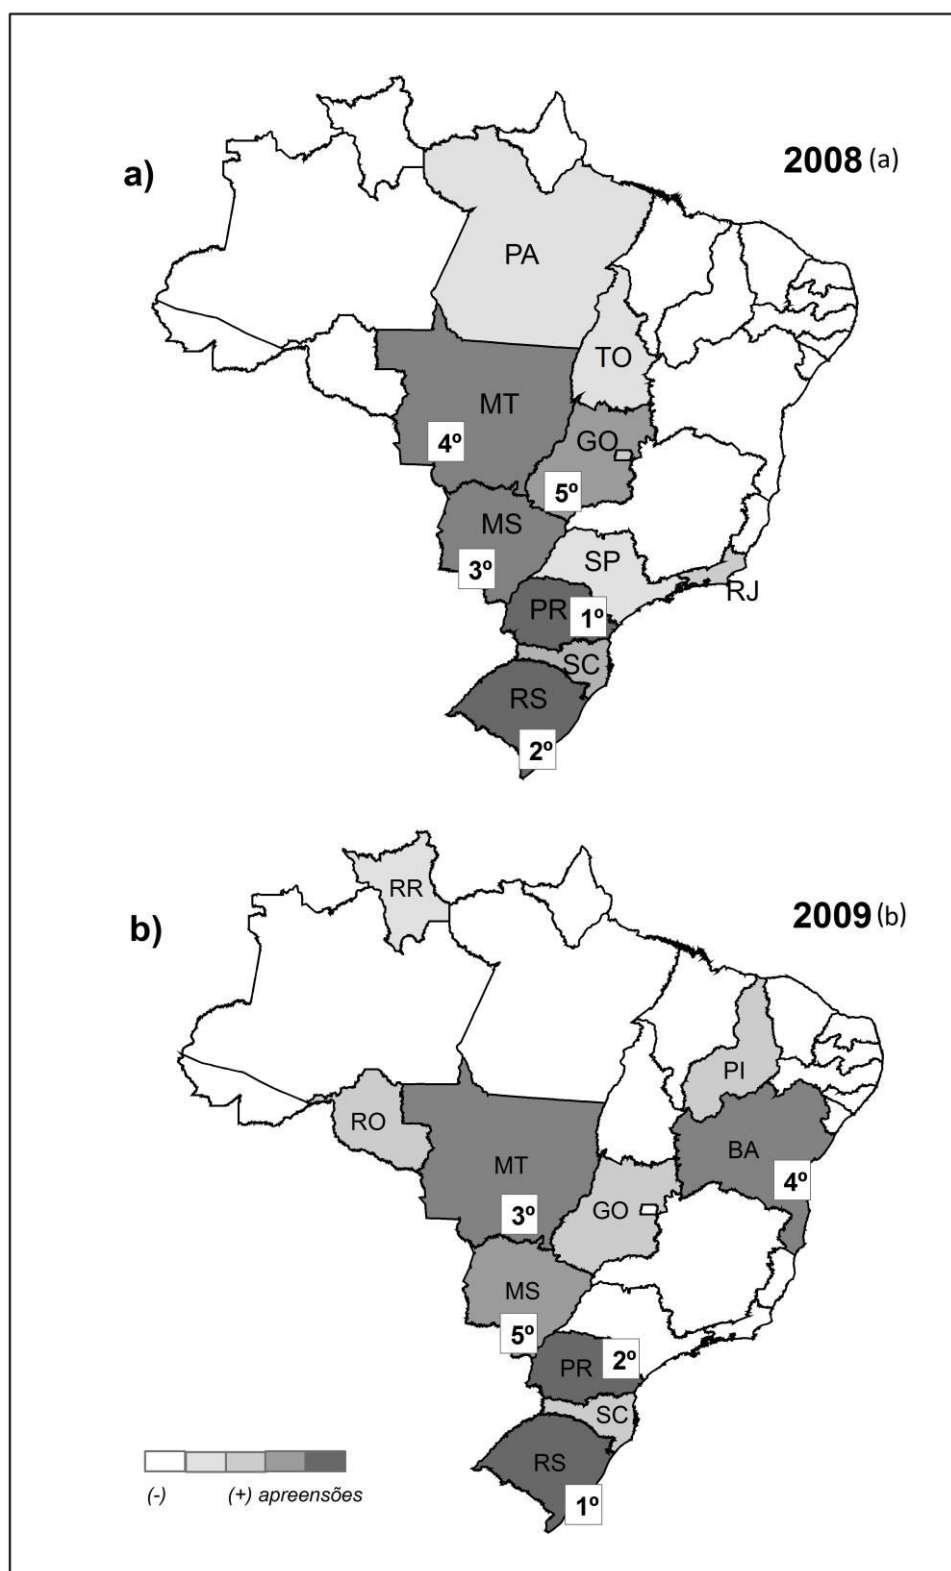 a)
2008 (a)
PA
TO
MT
GO
4º
5º
MS
SP
3º
RJ
PR
1º
SC
RS
2º
b)
2009 (b)
RR
PI
RO
BA
MT
4º
3º
GO
MS
5º
2º
PR
SC
RS
1º
(-) (+) apreensões